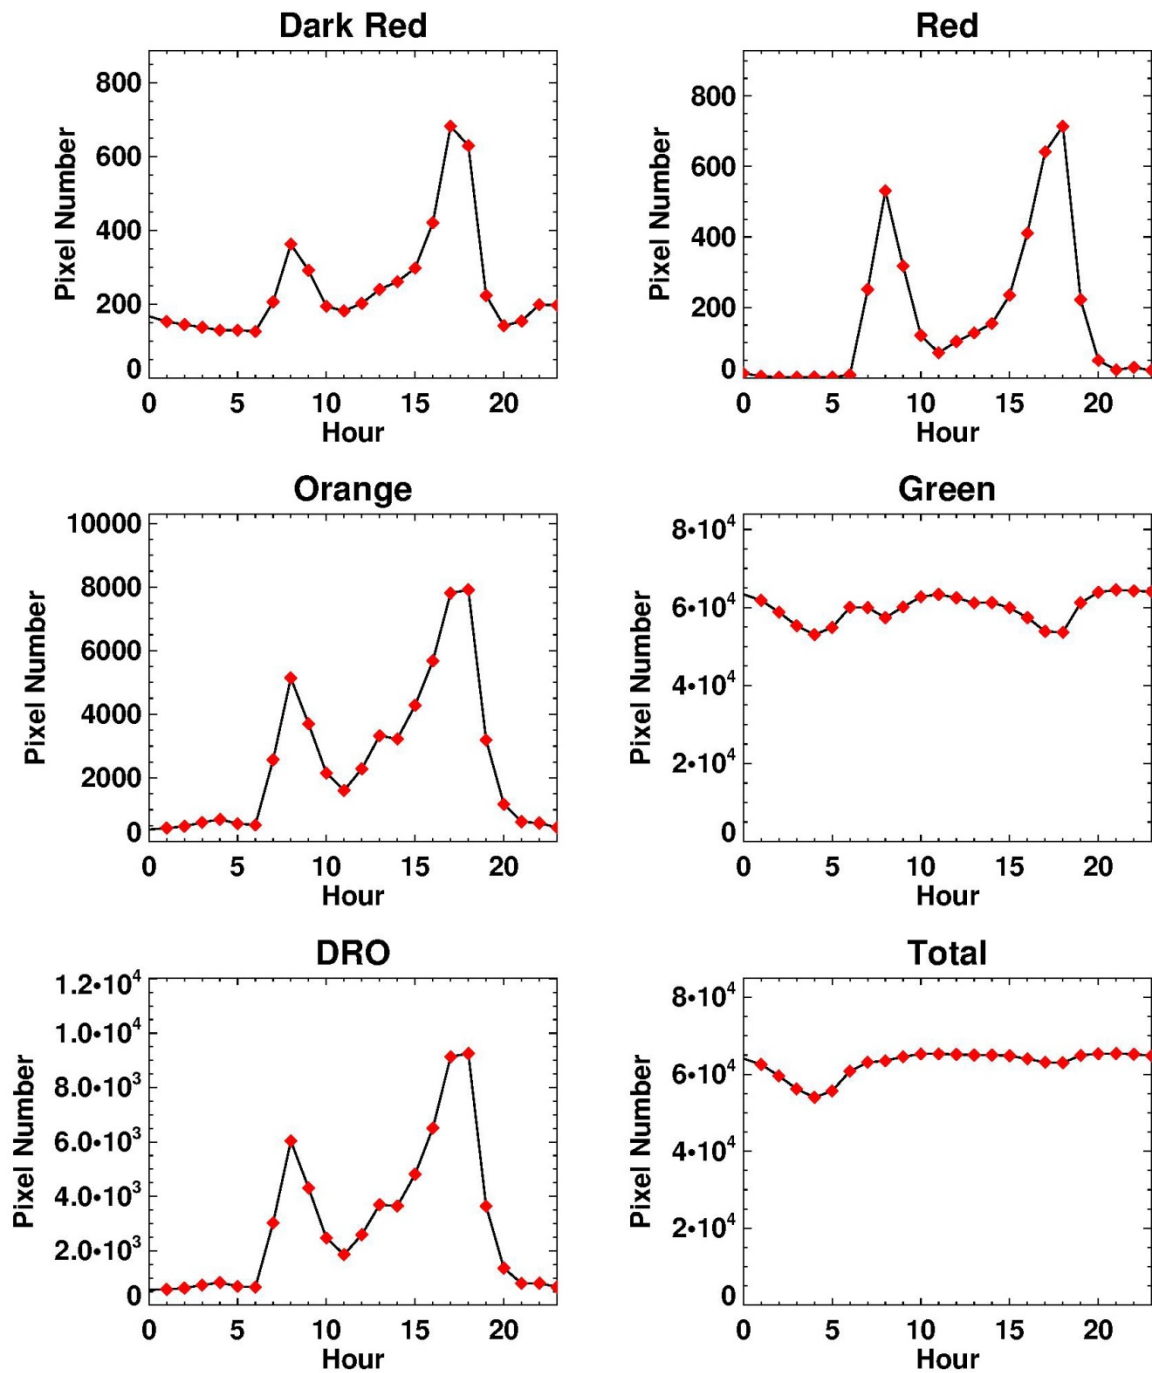 Dark Red
800
600
400
200
0
Pixel Number
0 5 10 15 20
Hour
Red
800
600
400
200
0
Pixel Number
0 5 10 15 20
Hour
Orange
10000
8000
6000
4000
2000
0
Pixel Number
0 5 10 15 20
Hour
Green
8•10⁴
6•10⁴
4•10⁴
2•10⁴
0
Pixel Number
0 5 10 15 20
Hour
DRO
1.2•10⁴
1.0•10⁴
8.0•10³
6.0•10³
4.0•10³
2.0•10³
0
Pixel Number
0 5 10 15 20
Hour
Total
8•10⁴
6•10⁴
4•10⁴
2•10⁴
0
Pixel Number
0 5 10 15 20
Hour